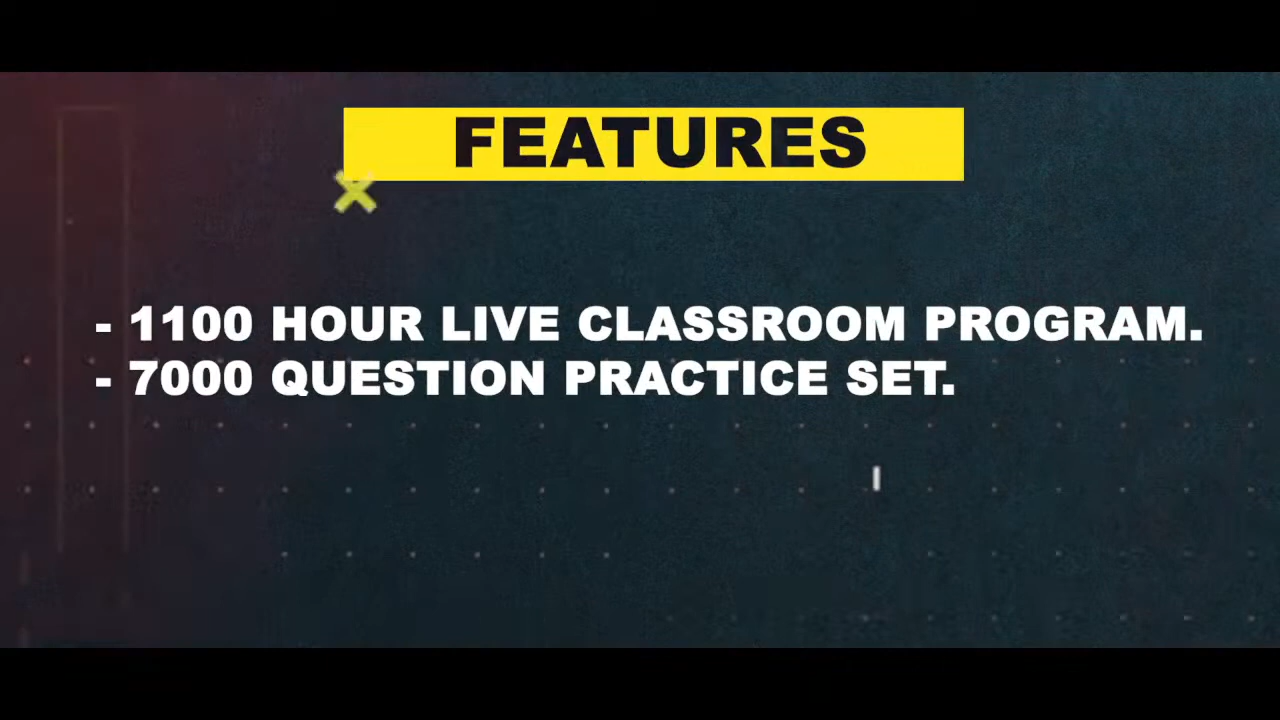 FEATURES
- 1100 HOUR LIVE CLASSROOM PROGRAM.
- 7000 QUESTION PRACTICE SET.